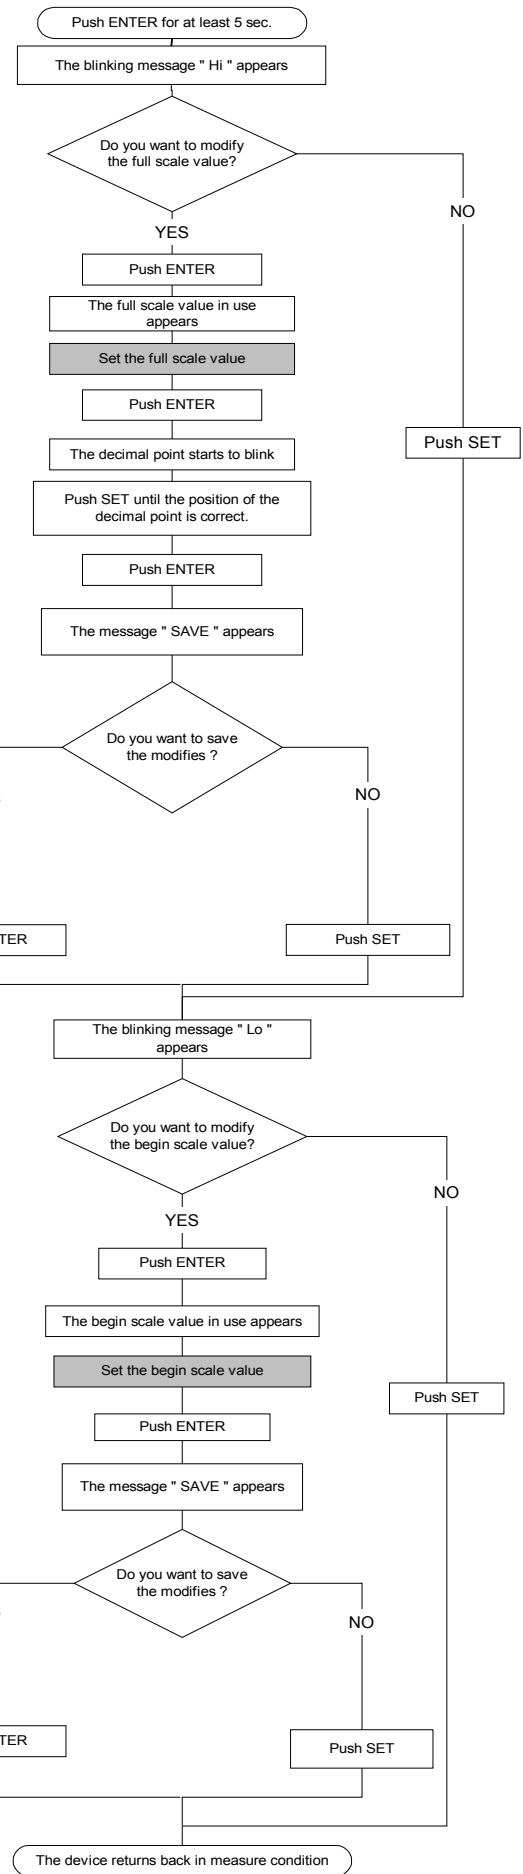 Push ENTER for at least 5 sec.
The blinking message " Hi " appears
Do you want to modify
the full scale value?
NO
YES
Push ENTER
The full scale value in use
appears
Set the full scale value
Push ENTER
Push SET
The decimal point starts to blink
Push SET until the position of the
decimal point is correct.
Push ENTER
The message " SAVE " appears
Do you want to save
the modifies ?
NO
TER
Push SET
The blinking message " Lo "
appears
Do you want to modify
the begin scale value?
NO
YES
Push ENTER
The begin scale value in use appears
Set the begin scale value
Push SET
Push ENTER
The message " SAVE " appears
Do you want to save
the modifies ?
NO
TER
Push SET
The device returns back in measure condition